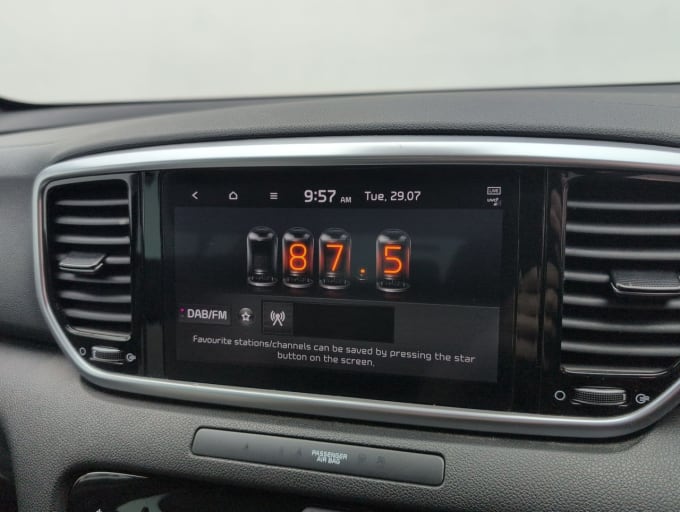 9:57 AM Tue, 29.07 LIVE
87.5
DAB/FM
Favourite stations/channels can be saved by pressing the star
button on the screen.
PASSENGER
AIR BAG